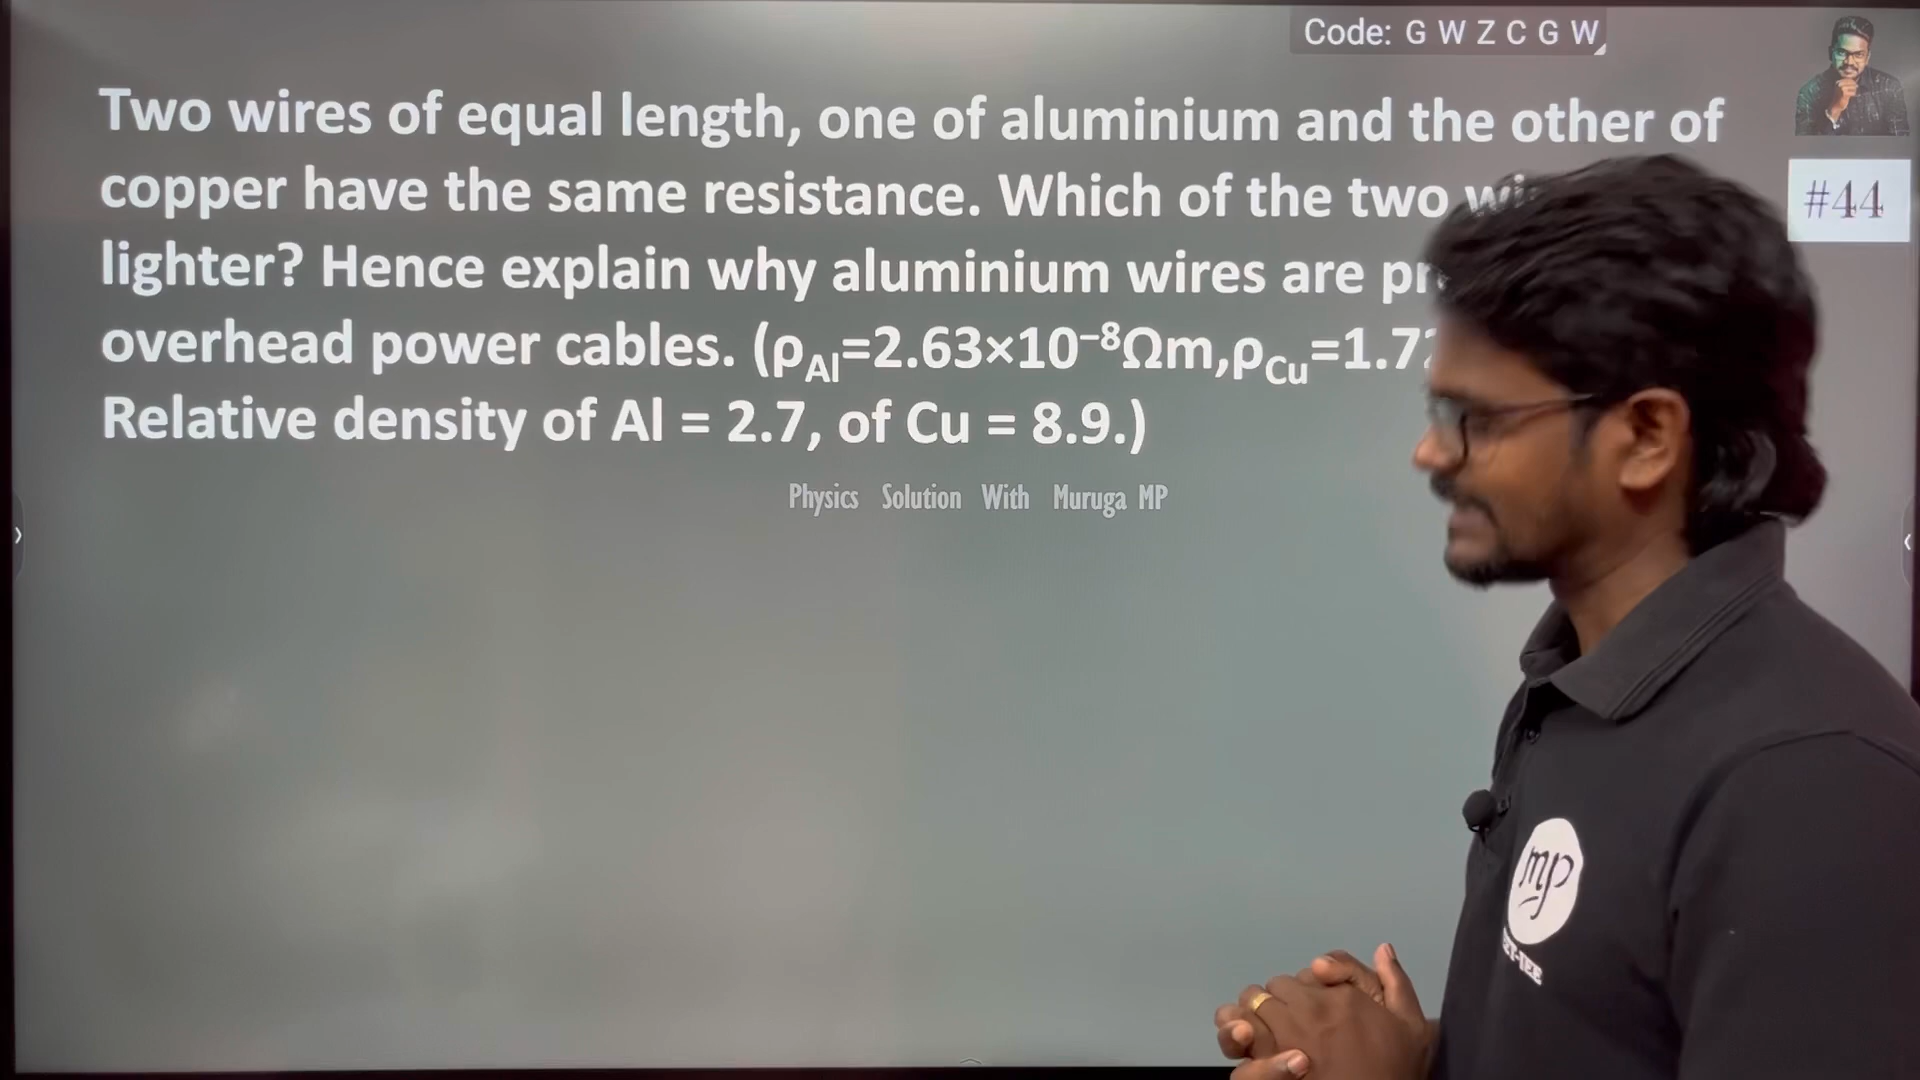 Code: G W Z C G W
Two wires of equal length, one of aluminium and the other of
copper have the same resistance. Which of the two
#44
lighter? Hence explain why aluminium wires are
overhead power cables. (ρAl=2.63×10⁻⁸Ωm,ρCu=1.72
Relative density of Al = 2.7, of Cu = 8.9.)
Physics Solution With Muruga MP
mp